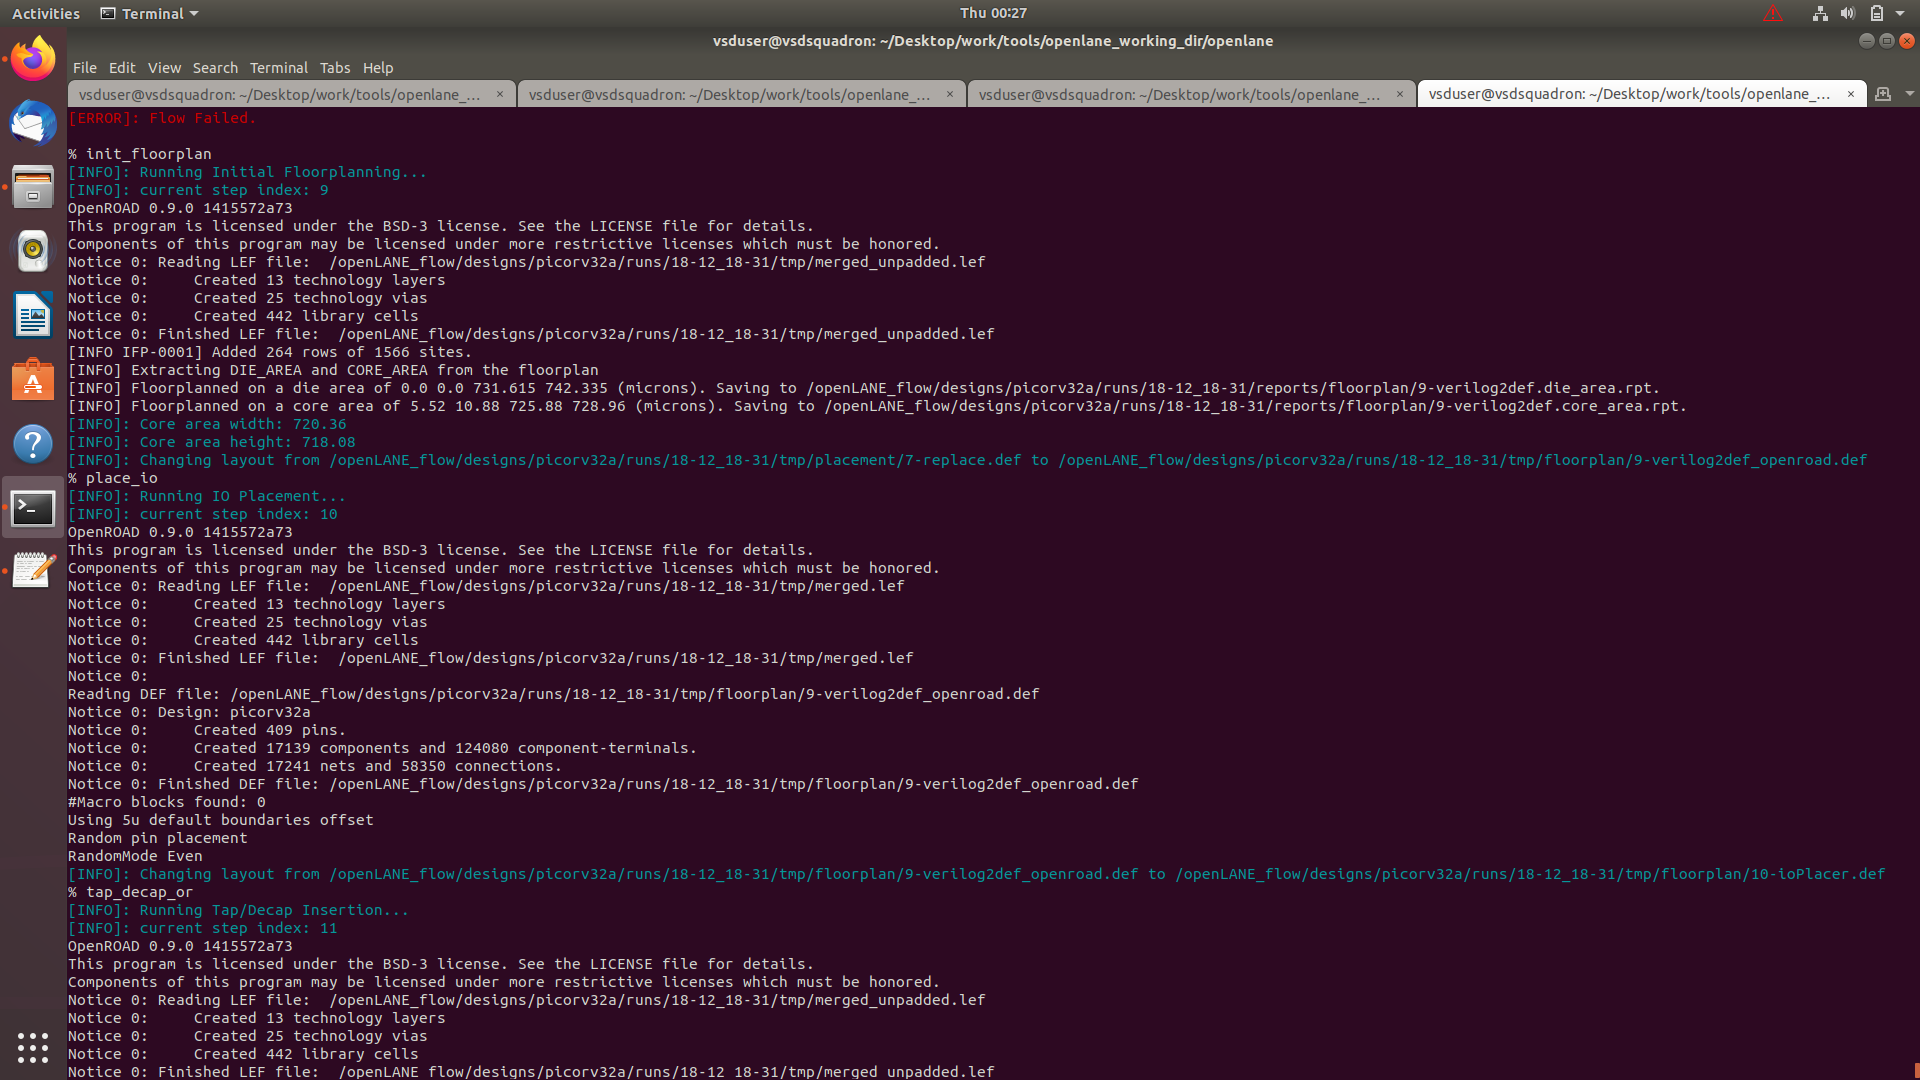 Activities
Terminal
Thu 00:27
vsduser@vsdsquadron: ~/Desktop/work/tools/openlane_working_dir/openlane
File Edit View Search Terminal Tabs Help
vsduser@vsdsquadron: ~/Desktop/work/tools/openlane_... ×
vsduser@vsdsquadron: ~/Desktop/work/tools/openlane_... ×
vsduser@vsdsquadron: ~/Desktop/work/tools/openlane_... ×
vsduser@vsdsquadron: ~/Desktop/work/tools/openlane_... ×
[ERROR]: Flow Failed.
% init_floorplan
[INFO]: Running Initial Floorplanning...
[INFO]: current step index: 9
OpenROAD 0.9.0 1415572a73
This program is licensed under the BSD-3 license. See the LICENSE file for details.
Components of this program may be licensed under more restrictive licenses which must be honored.
Notice 0: Reading LEF file:  /openLANE_flow/designs/picorv32a/runs/18-12_18-31/tmp/merged_unpadded.lef
Notice 0:     Created 13 technology layers
Notice 0:     Created 25 technology vias
Notice 0:     Created 442 library cells
Notice 0: Finished LEF file:  /openLANE_flow/designs/picorv32a/runs/18-12_18-31/tmp/merged_unpadded.lef
[INFO IFP-0001] Added 264 rows of 1566 sites.
[INFO] Extracting DIE_AREA and CORE_AREA from the floorplan
[INFO] Floorplanned on a die area of 0.0 0.0 731.615 742.335 (microns). Saving to /openLANE_flow/designs/picorv32a/runs/18-12_18-31/reports/floorplan/9-verilog2def.die_area.rpt.
[INFO] Floorplanned on a core area of 5.52 10.88 725.88 728.96 (microns). Saving to /openLANE_flow/designs/picorv32a/runs/18-12_18-31/reports/floorplan/9-verilog2def.core_area.rpt.
[INFO]: Core area width: 720.36
[INFO]: Core area height: 718.08
[INFO]: Changing layout from /openLANE_flow/designs/picorv32a/runs/18-12_18-31/tmp/placement/7-replace.def to /openLANE_flow/designs/picorv32a/runs/18-12_18-31/tmp/floorplan/9-verilog2def_openroad.def
% place_io
[INFO]: Running IO Placement...
[INFO]: current step index: 10
OpenROAD 0.9.0 1415572a73
This program is licensed under the BSD-3 license. See the LICENSE file for details.
Components of this program may be licensed under more restrictive licenses which must be honored.
Notice 0: Reading LEF file:  /openLANE_flow/designs/picorv32a/runs/18-12_18-31/tmp/merged.lef
Notice 0:     Created 13 technology layers
Notice 0:     Created 25 technology vias
Notice 0:     Created 442 library cells
Notice 0: Finished LEF file:  /openLANE_flow/designs/picorv32a/runs/18-12_18-31/tmp/merged.lef
Notice 0:
Reading DEF file: /openLANE_flow/designs/picorv32a/runs/18-12_18-31/tmp/floorplan/9-verilog2def_openroad.def
Notice 0: Design: picorv32a
Notice 0:     Created 409 pins.
Notice 0:     Created 17139 components and 124080 component-terminals.
Notice 0:     Created 17241 nets and 58350 connections.
Notice 0: Finished DEF file: /openLANE_flow/designs/picorv32a/runs/18-12_18-31/tmp/floorplan/9-verilog2def_openroad.def
#Macro blocks found: 0
Using 5u default boundaries offset
Random pin placement
RandomMode Even
[INFO]: Changing layout from /openLANE_flow/designs/picorv32a/runs/18-12_18-31/tmp/floorplan/9-verilog2def_openroad.def to /openLANE_flow/designs/picorv32a/runs/18-12_18-31/tmp/floorplan/10-ioPlacer.def
% tap_decap_or
[INFO]: Running Tap/Decap Insertion...
[INFO]: current step index: 11
OpenROAD 0.9.0 1415572a73
This program is licensed under the BSD-3 license. See the LICENSE file for details.
Components of this program may be licensed under more restrictive licenses which must be honored.
Notice 0: Reading LEF file:  /openLANE_flow/designs/picorv32a/runs/18-12_18-31/tmp/merged_unpadded.lef
Notice 0:     Created 13 technology layers
Notice 0:     Created 25 technology vias
Notice 0:     Created 442 library cells
Notice 0: Finished LEF file:  /openLANE_flow/designs/picorv32a/runs/18-12_18-31/tmp/merged_unpadded.lef